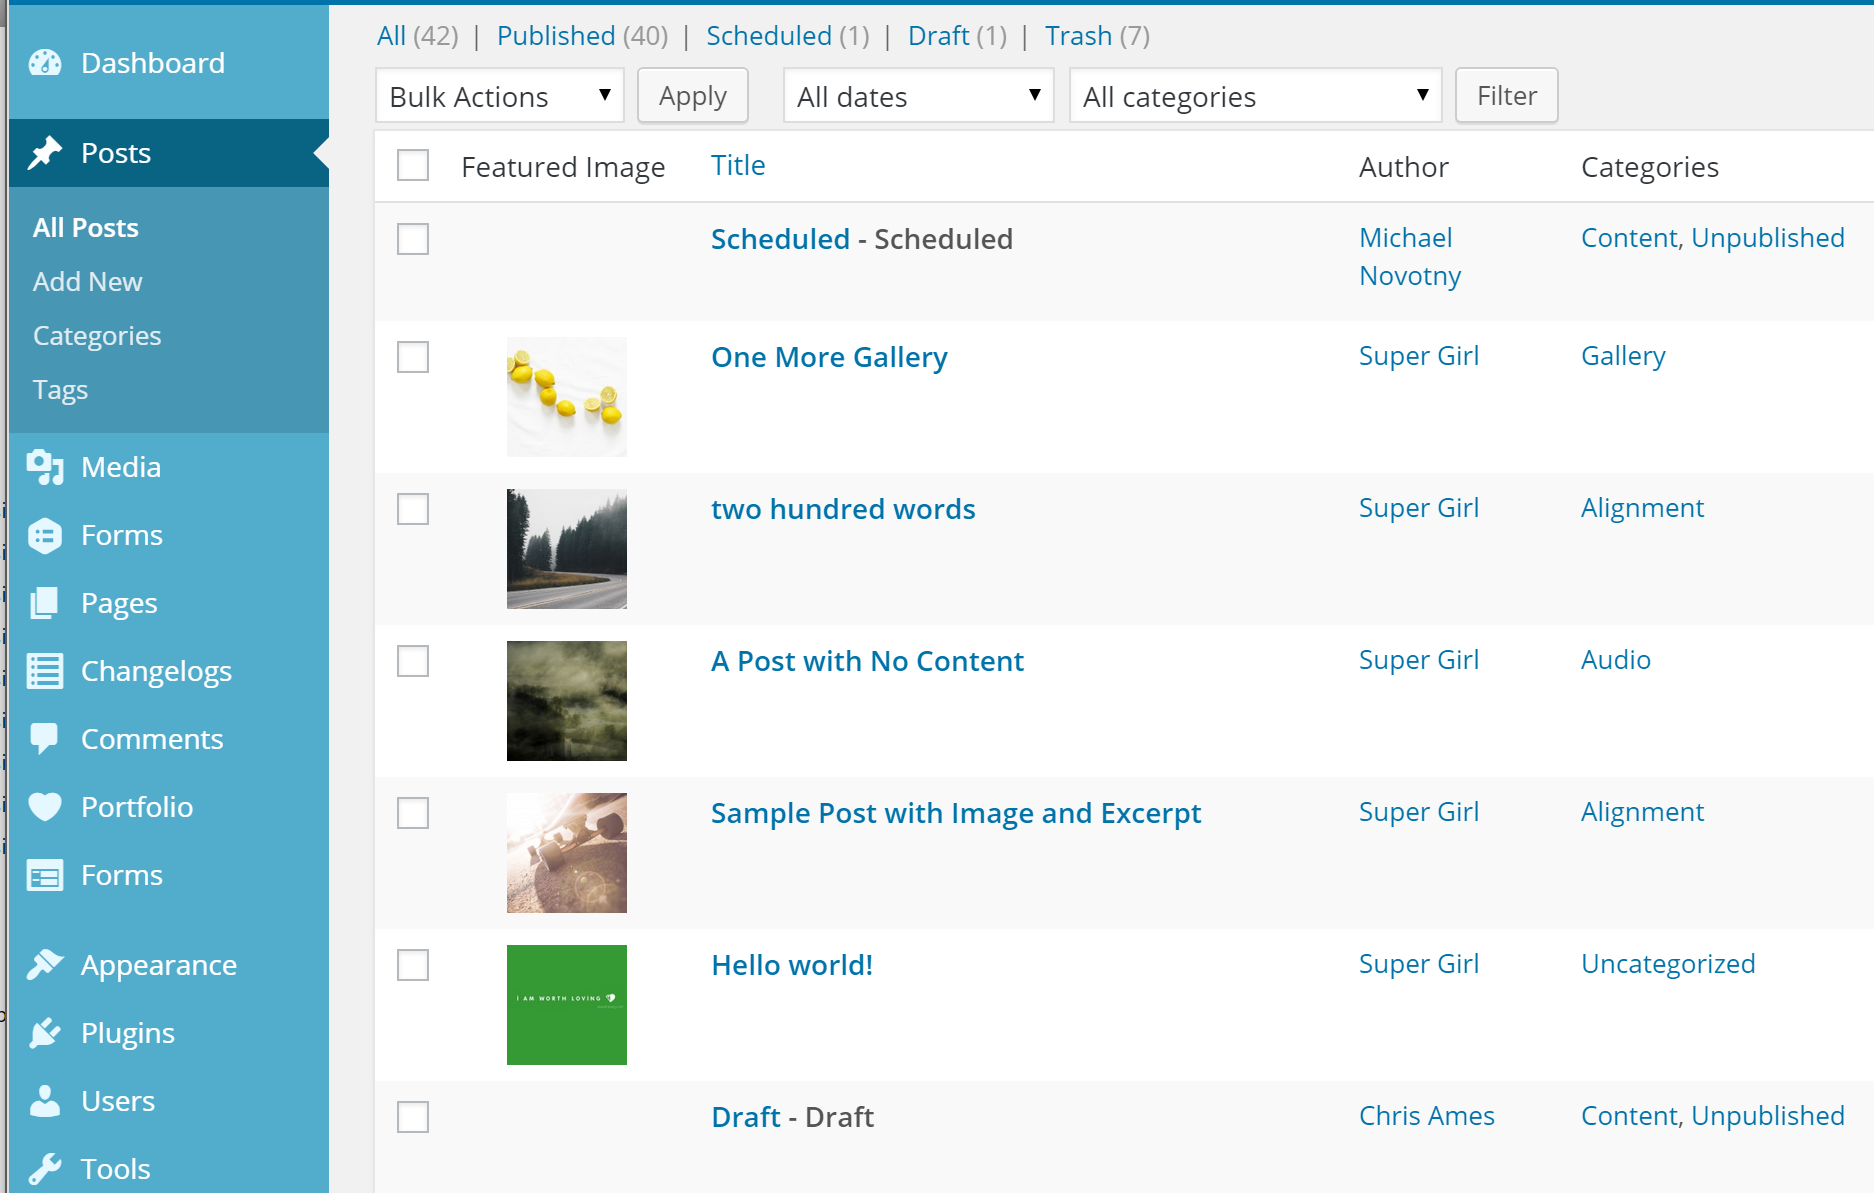 Dashboard
Posts
All Posts
Add New
Categories
Tags
Media
Forms
Pages
Changelogs
Comments
Portfolio
Forms
Appearance
Plugins
Users
Tools
All (42) | Published (40) | Scheduled (1) | Draft (1) | Trash (7)
Bulk Actions Apply All dates All categories Filter
Featured Image Title Author Categories
Scheduled - Scheduled Michael Novotny Content, Unpublished
One More Gallery Super Girl Gallery
two hundred words Super Girl Alignment
A Post with No Content Super Girl Audio
Sample Post with Image and Excerpt Super Girl Alignment
I AM WORTH LOVING
Hello world! Super Girl Uncategorized
Draft - Draft Chris Ames Content, Unpublished